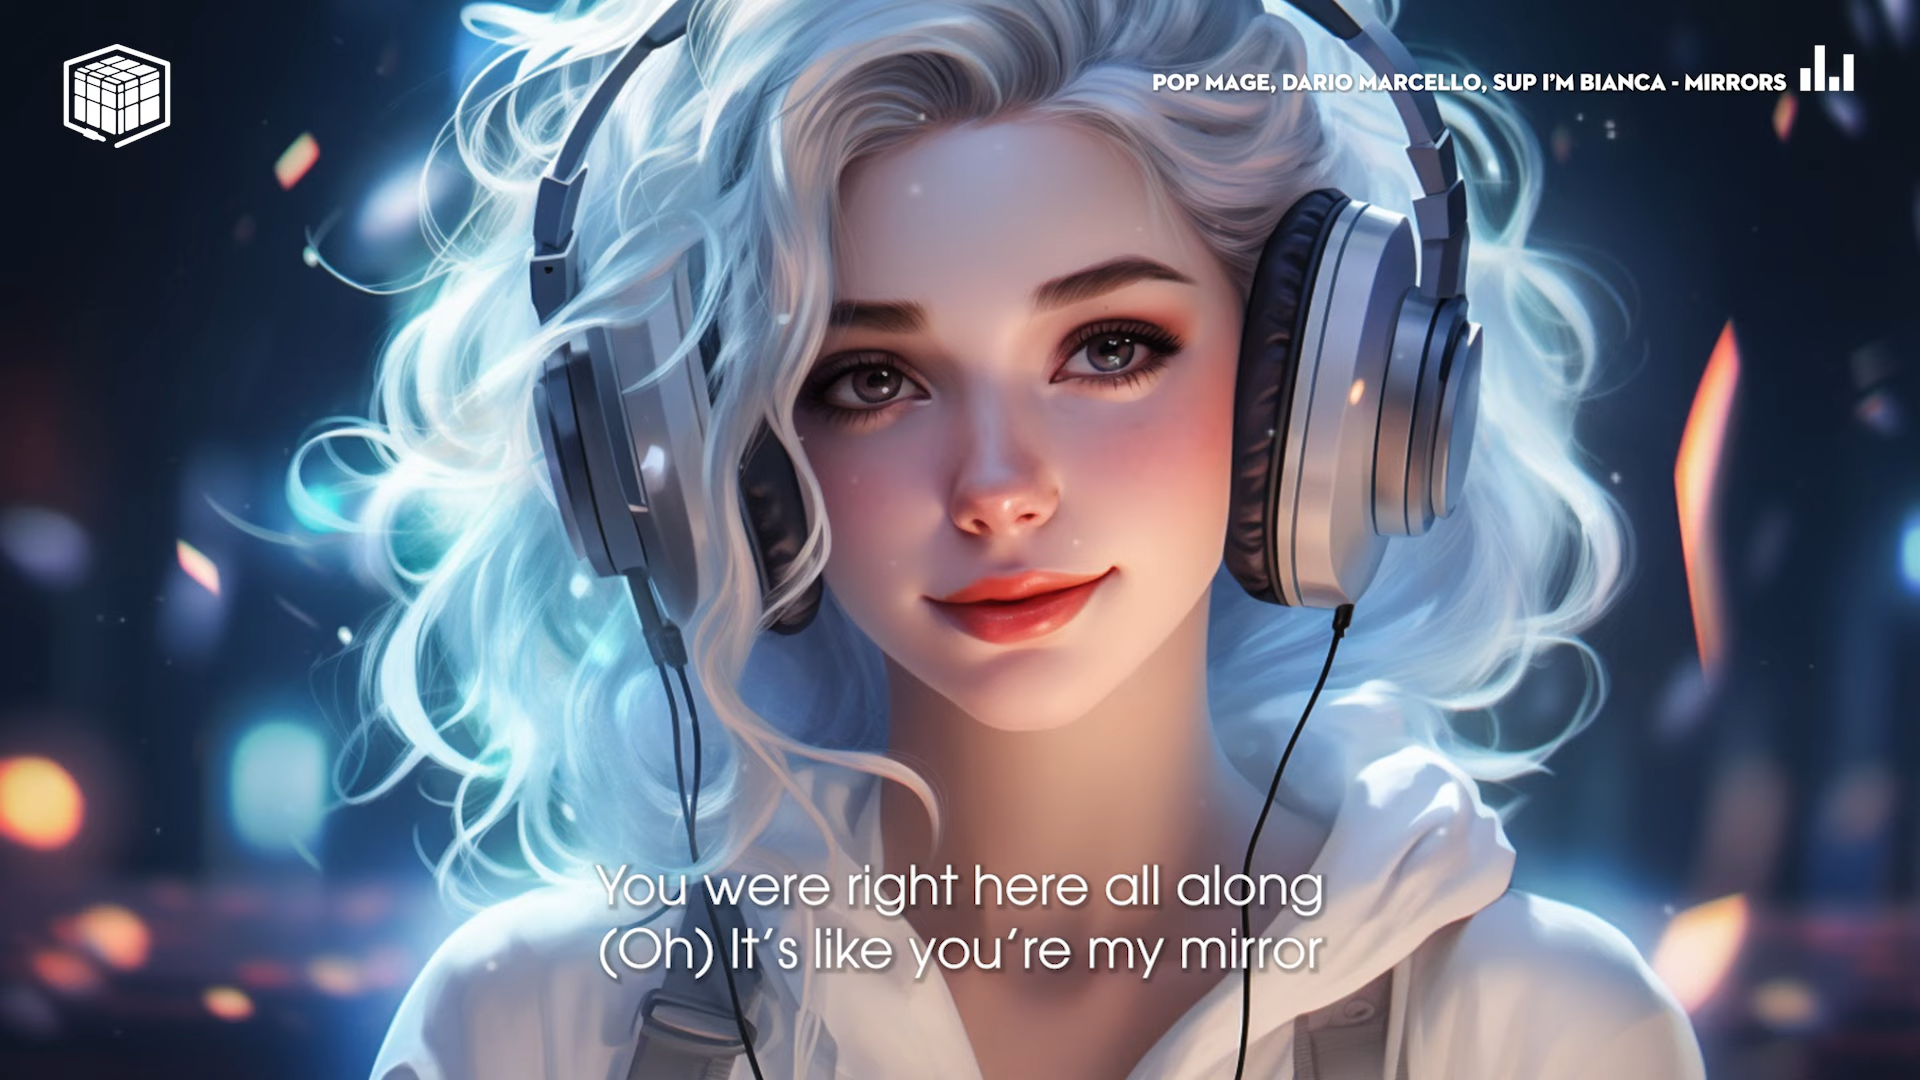 POP MAGE, DARIO MARCELLO, SUP I'M BIANCA - MIRRORS
You were right here all along
(Oh) It's like you're my mirror